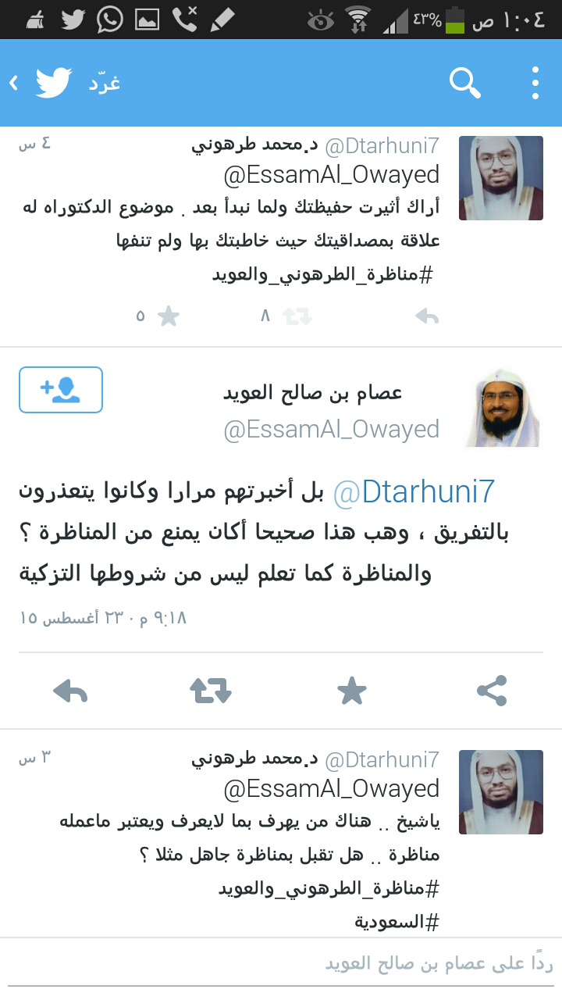 ٤٣% ١:٠٤ ص
غرّد
د.محمد طرهوني @Dtarhuni7 ٤ س
@EssamAl_Owayed
أراك أثيرت حفيظتك ولما نبدأ بعد . موضوع الدكتوراه له
علاقة بمصداقيتك حيث خاطبتك بها ولم تنفها
#مناظرة_الطرهوني_والعويد
٨ ٥
عصام بن صالح العويد
@EssamAl_Owayed
@Dtarhuni7 بل أخبرتهم مرارا وكانوا يتعذرون
بالتفريق ، وهب هذا صحيحا أكان يمنع من المناظرة ؟
والمناظرة كما تعلم ليس من شروطها التزكية
٩:١٨ م · ٢٣ أغسطس ١٥
د.محمد طرهوني @Dtarhuni7 ٣ س
@EssamAl_Owayed
ياشيخ .. هناك من يهرف بما لايعرف ويعتبر ماعمله
مناظرة .. هل تقبل بمناظرة جاهل مثلا ؟
#مناظرة_الطرهوني_والعويد
#السعودية
ردًا على عصام بن صالح العويد